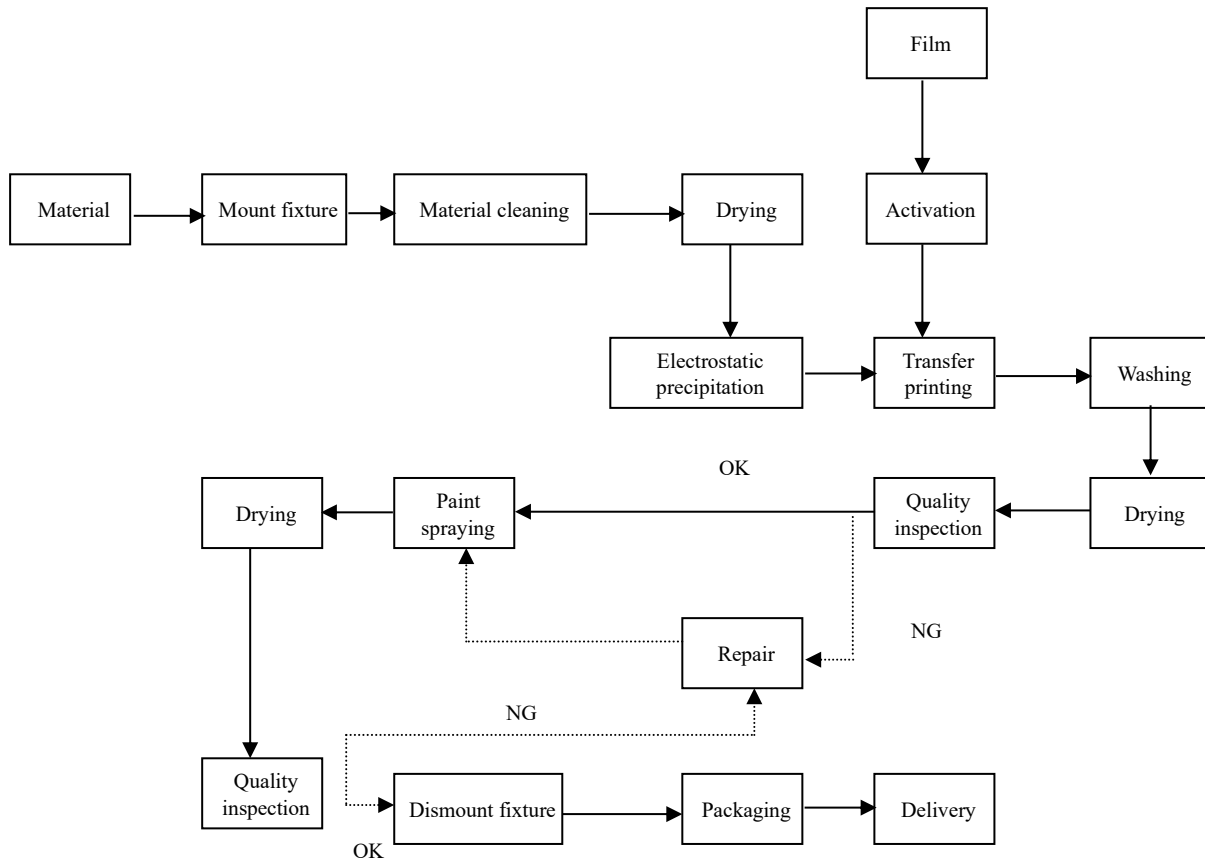 Film
Material
Mount fixture
Material cleaning
Drying
Activation
Electrostatic
precipitation
Transfer
printing
Washing
OK
Drying
Paint
spraying
Quality
inspection
Drying
Repair
NG
NG
Quality
inspection
Dismount fixture
Packaging
Delivery
OK